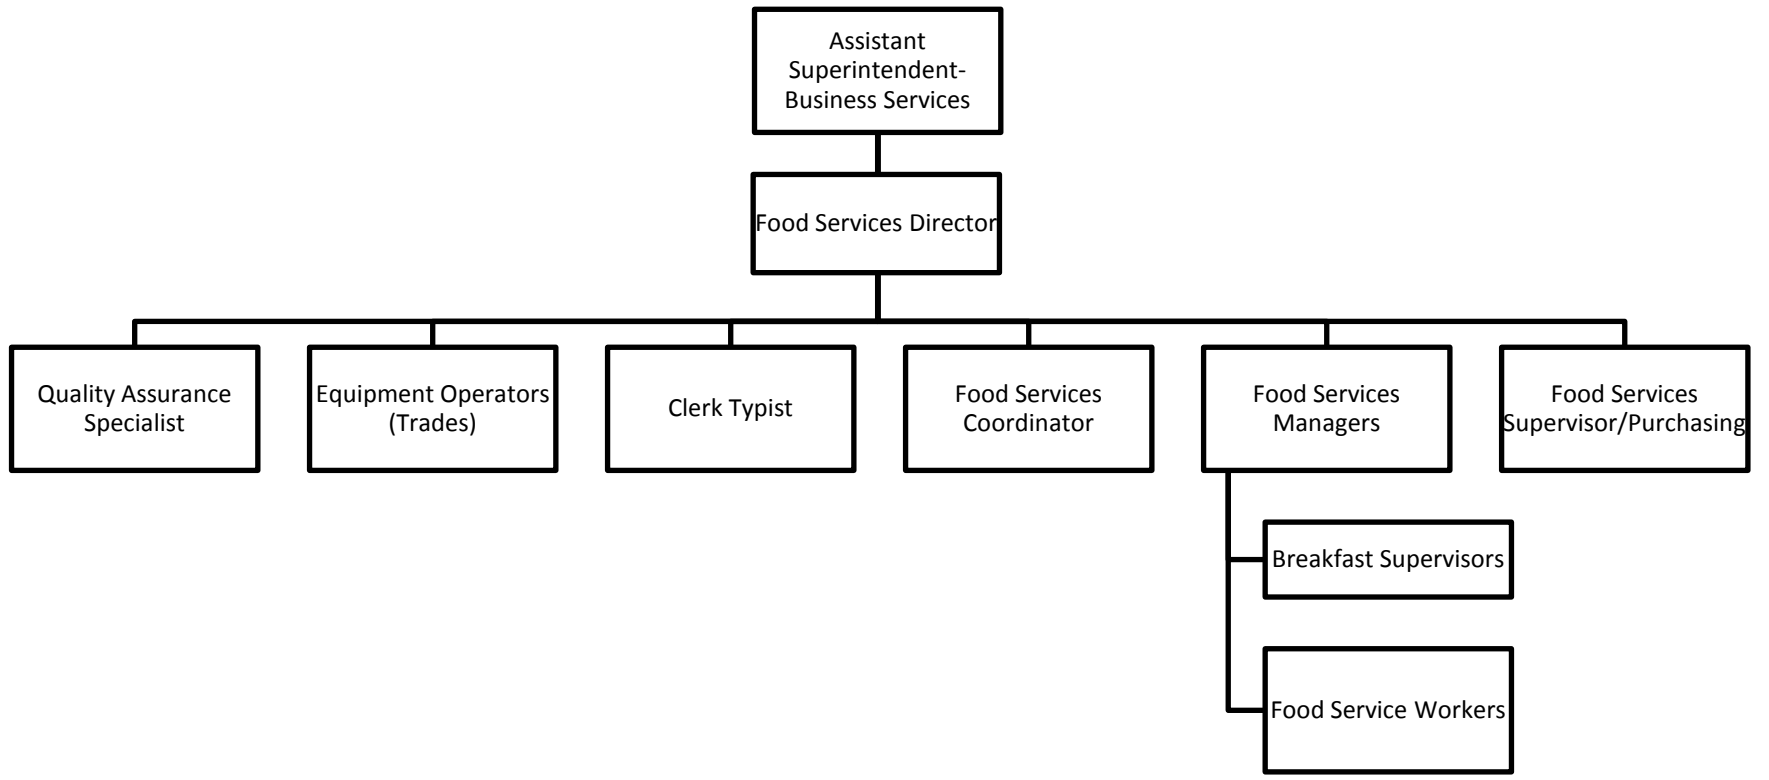 Assistant
Superintendent-
Business Services
Food Services Director
Quality Assurance
Specialist
Equipment Operators
(Trades)
Clerk Typist
Food Services
Coordinator
Food Services
Managers
Food Services
Supervisor/Purchasing
Breakfast Supervisors
Food Service Workers